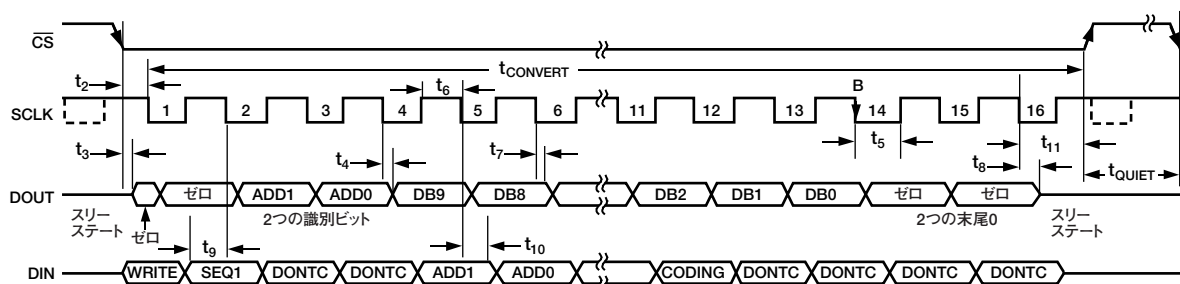 CS
t2
tCONVERT
t6
B
SCLK
1 2 3 4 5 6 11 12 13 14 15 16
t3
t4
t7
t5
t8
t11
tQUIET
DOUT
ゼロ ADD1 ADD0 DB9 DB8 DB2 DB1 DB0 ゼロ ゼロ
スリー
ステート
ゼロ
2つの識別ビット
2つの末尾0
スリー
ステート
t9
t10
DIN
WRITE SEQ1 DONTC DONTC ADD1 ADD0 CODING DONTC DONTC DONTC DONTC